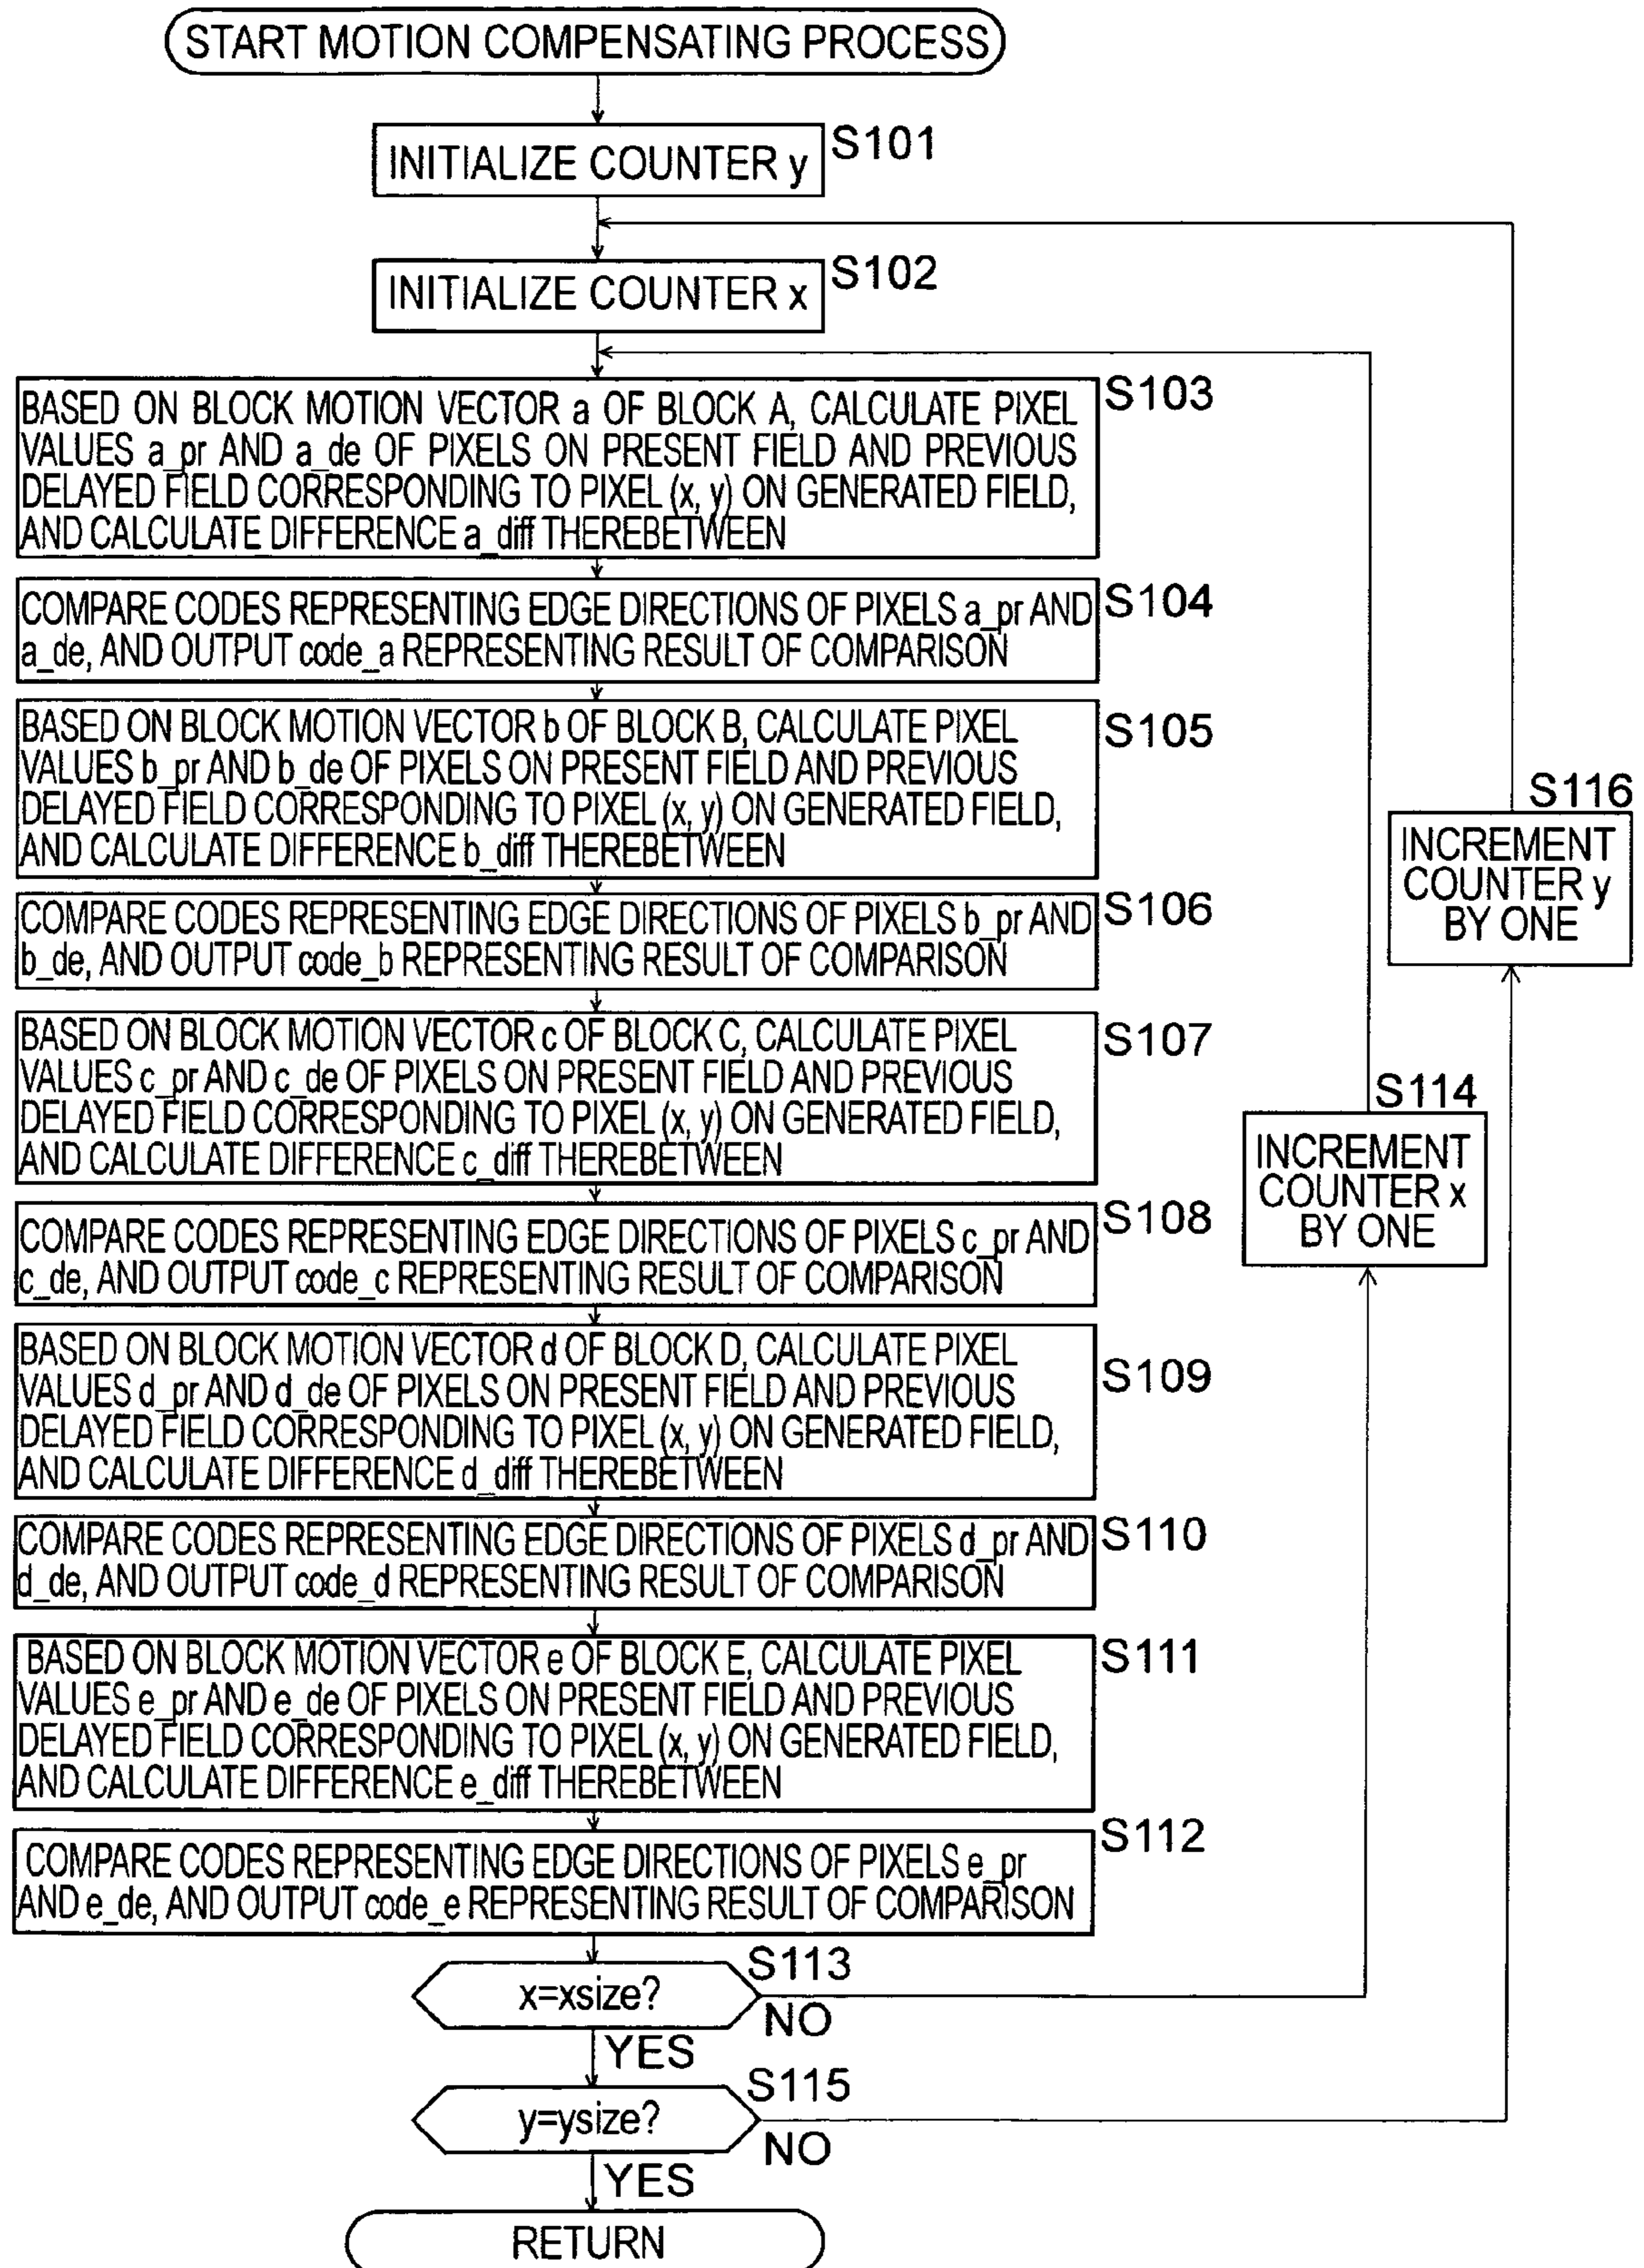 START MOTION COMPENSATING PROCESS
INITIALIZE COUNTER y
S101
INITIALIZE COUNTER x
S102
BASED ON BLOCK MOTION VECTOR a OF BLOCK A, CALCULATE PIXEL
VALUES a_pr AND a_de OF PIXELS ON PRESENT FIELD AND PREVIOUS
DELAYED FIELD CORRESPONDING TO PIXEL (x, y) ON GENERATED FIELD,
AND CALCULATE DIFFERENCE a_diff THEREBETWEEN
S103
COMPARE CODES REPRESENTING EDGE DIRECTIONS OF PIXELS a_pr AND
a_de, AND OUTPUT code_a REPRESENTING RESULT OF COMPARISON
S104
BASED ON BLOCK MOTION VECTOR b OF BLOCK B, CALCULATE PIXEL
VALUES b_pr AND b_de OF PIXELS ON PRESENT FIELD AND PREVIOUS
DELAYED FIELD CORRESPONDING TO PIXEL (x, y) ON GENERATED FIELD,
AND CALCULATE DIFFERENCE b_diff THEREBETWEEN
S105
COMPARE CODES REPRESENTING EDGE DIRECTIONS OF PIXELS b_pr AND
b_de, AND OUTPUT code_b REPRESENTING RESULT OF COMPARISON
S106
BASED ON BLOCK MOTION VECTOR c OF BLOCK C, CALCULATE PIXEL
VALUES c_pr AND c_de OF PIXELS ON PRESENT FIELD AND PREVIOUS
DELAYED FIELD CORRESPONDING TO PIXEL (x, y) ON GENERATED FIELD,
AND CALCULATE DIFFERENCE c_diff THEREBETWEEN
S107
COMPARE CODES REPRESENTING EDGE DIRECTIONS OF PIXELS c_pr AND
c_de, AND OUTPUT code_c REPRESENTING RESULT OF COMPARISON
S108
BASED ON BLOCK MOTION VECTOR d OF BLOCK D, CALCULATE PIXEL
VALUES d_pr AND d_de OF PIXELS ON PRESENT FIELD AND PREVIOUS
DELAYED FIELD CORRESPONDING TO PIXEL (x, y) ON GENERATED FIELD,
AND CALCULATE DIFFERENCE d_diff THEREBETWEEN
S109
COMPARE CODES REPRESENTING EDGE DIRECTIONS OF PIXELS d_pr AND
d_de, AND OUTPUT code_d REPRESENTING RESULT OF COMPARISON
S110
BASED ON BLOCK MOTION VECTOR e OF BLOCK E, CALCULATE PIXEL
VALUES e_pr AND e_de OF PIXELS ON PRESENT FIELD AND PREVIOUS
DELAYED FIELD CORRESPONDING TO PIXEL (x, y) ON GENERATED FIELD,
AND CALCULATE DIFFERENCE e_diff THEREBETWEEN
S111
COMPARE CODES REPRESENTING EDGE DIRECTIONS OF PIXELS e_pr
AND e_de, AND OUTPUT code_e REPRESENTING RESULT OF COMPARISON
S112
x=xsize?
S113
NO
YES
S114
INCREMENT
COUNTER x
BY ONE
y=ysize?
S115
NO
YES
S116
INCREMENT
COUNTER y
BY ONE
RETURN